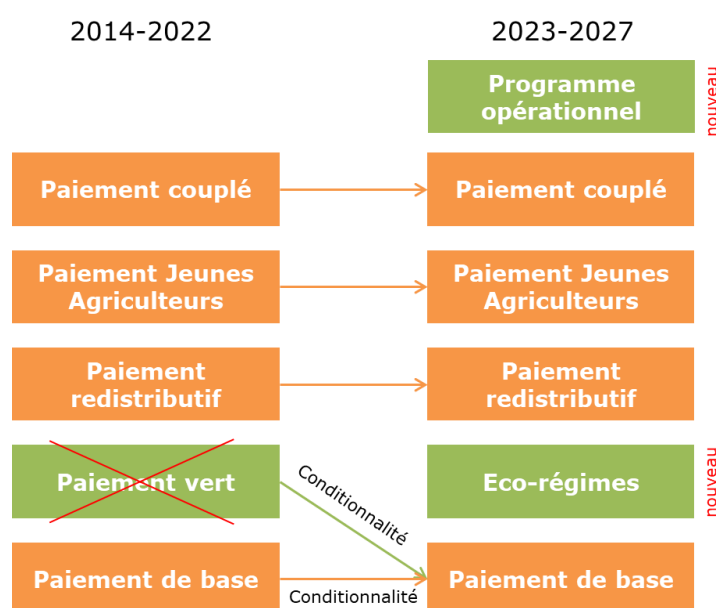 2014-2022
2023-2027
Programme
opérationnel
nouveau
Paiement couplé
Paiement couplé
Paiement Jeunes
Agriculteurs
Paiement Jeunes
Agriculteurs
Paiement
redistributif
Paiement
redistributif
Paiement vert
Conditionnalité
Eco-régimes
nouveau
Paiement de base
Conditionnalité
Paiement de base